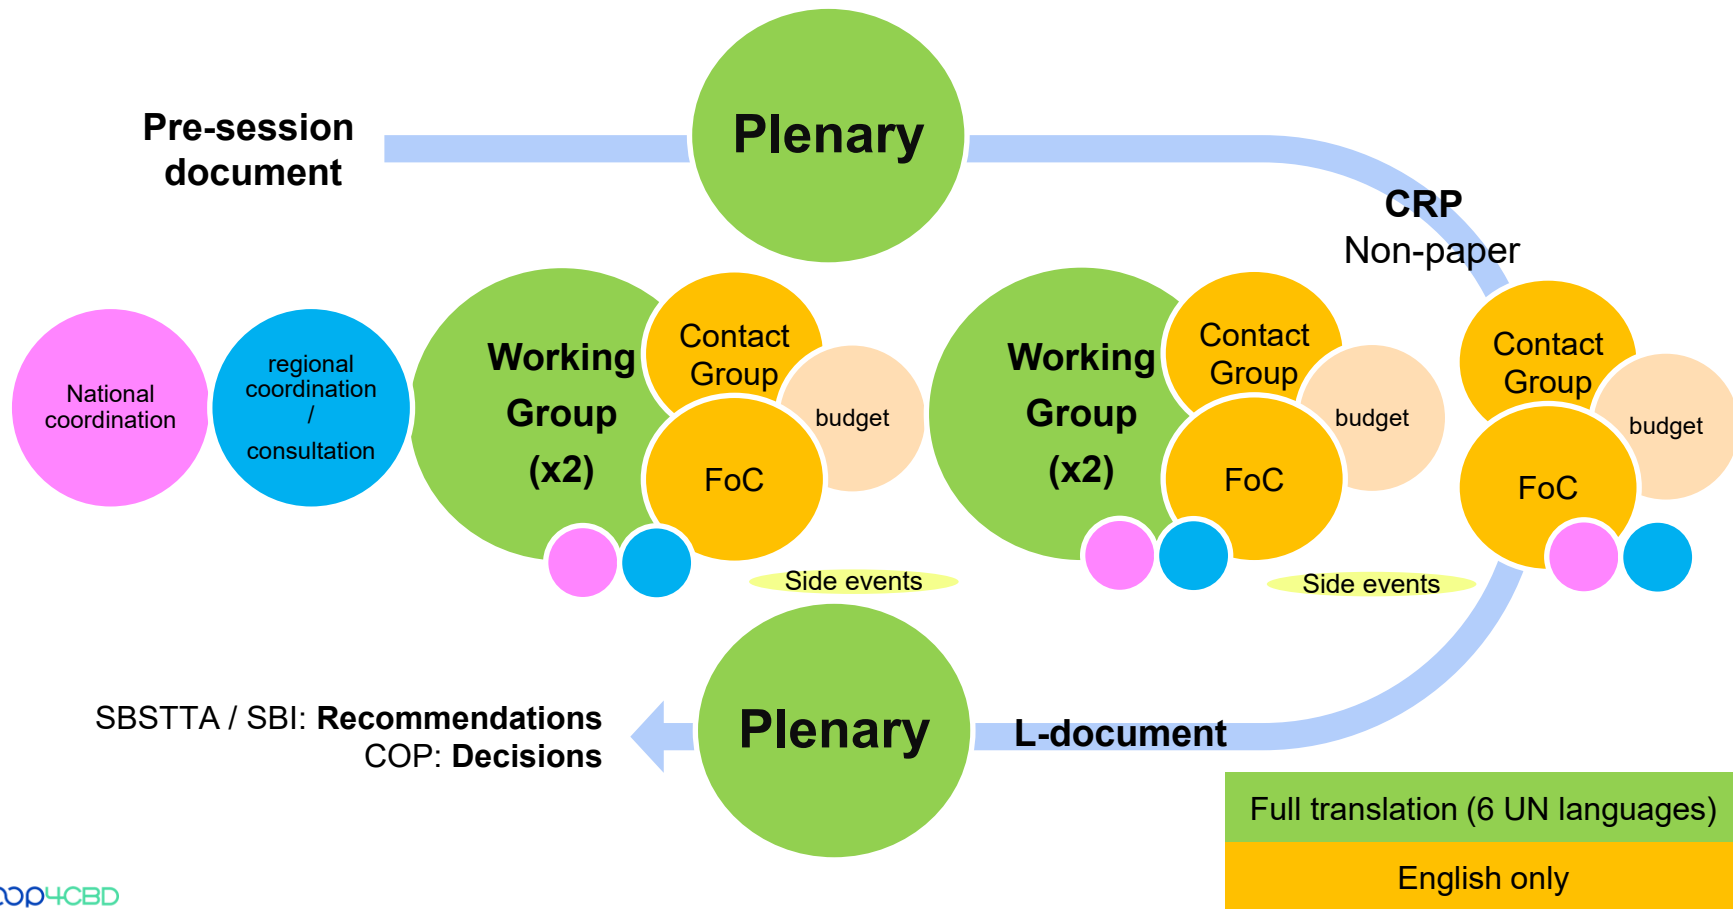 Pre-session
document
Plenary
CRP
Non-paper
National
coordination
regional
coordination
/
consultation
Working
Group
(x2)
Contact
Group
FoC
budget
Working
Group
(x2)
Contact
Group
FoC
budget
Contact
Group
FoC
budget
Side events
Side events
SBSTTA / SBI: Recommendations
COP: Decisions
Plenary
L-document
Full translation (6 UN languages)
English only
COOP4CBD